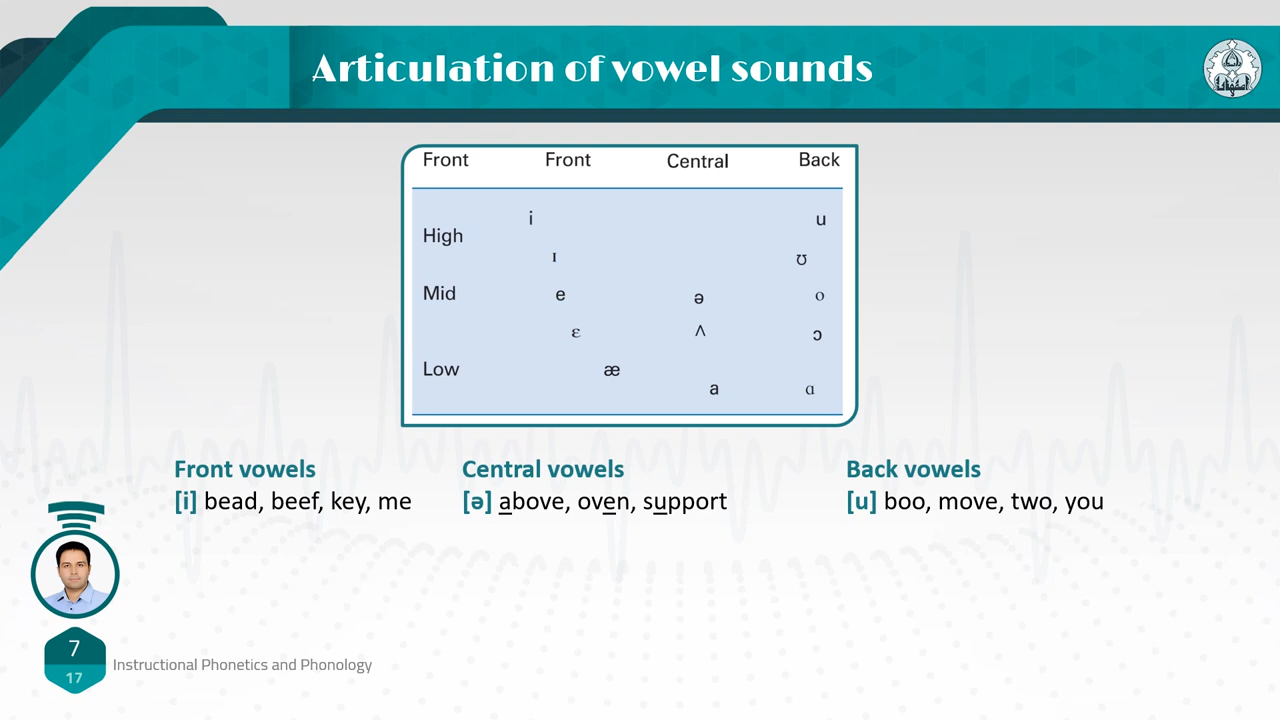 Articulation of vowel sounds
Front Front Central Back
i u
High
ɪ ʊ
Mid e ə o
ɛ ^ ɔ
Low æ
a ɑ
Front vowels
[i] bead, beef, key, me
Central vowels
[ə] above, oven, support
Back vowels
[u] boo, move, two, you
7
17
Instructional Phonetics and Phonology